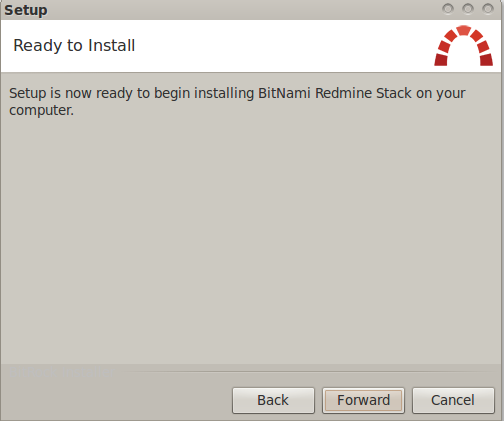 Setup
Ready to Install
Setup is now ready to begin installing BitNami Redmine Stack on your
computer.
Back
Forward
Cancel